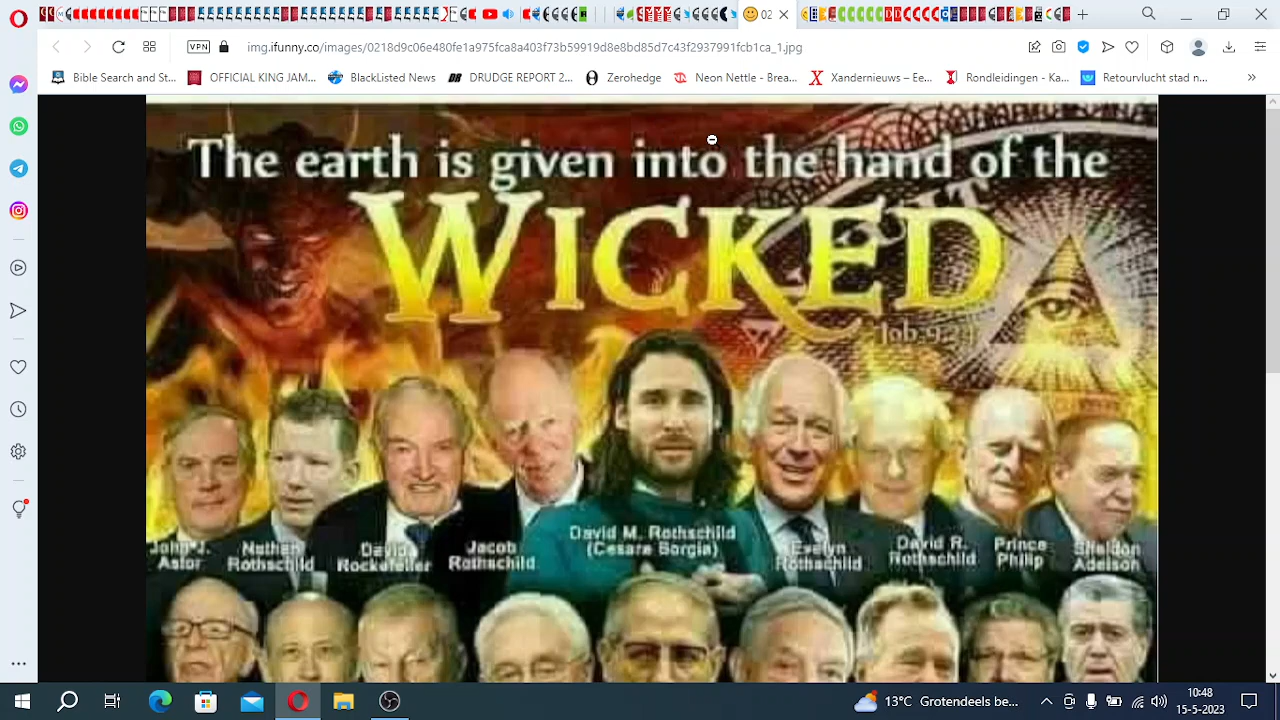 02
VPN
img.ifunny.co/images/0278d9c06e480fe1a975fca8a403f73b59919d8e8bd85d7c43f2937991fcb1ca_1.jpg
Bible Search and St...
OFFICIAL KING JAM...
BlackListed News
DRUDGE REPORT 2...
Zerohedge
Neon Nettle - Brea...
Xandernieuws – Ee...
Rondleidingen - Ka...
Retourvlucht stad n...
The earth is given into the hand of the
WICKED
Job 9:24
John J.
Astor
Nathan
Rothschild
David
Rockefeller
Jacob
Rothschild
David M. Rothschild
(Cesare Borgia)
Evelyn
Rothschild
David R.
Rothschild
Prince
Philip
Sheldon
Adelson
13°C Grotendeels be...
10:48
15-5-2023